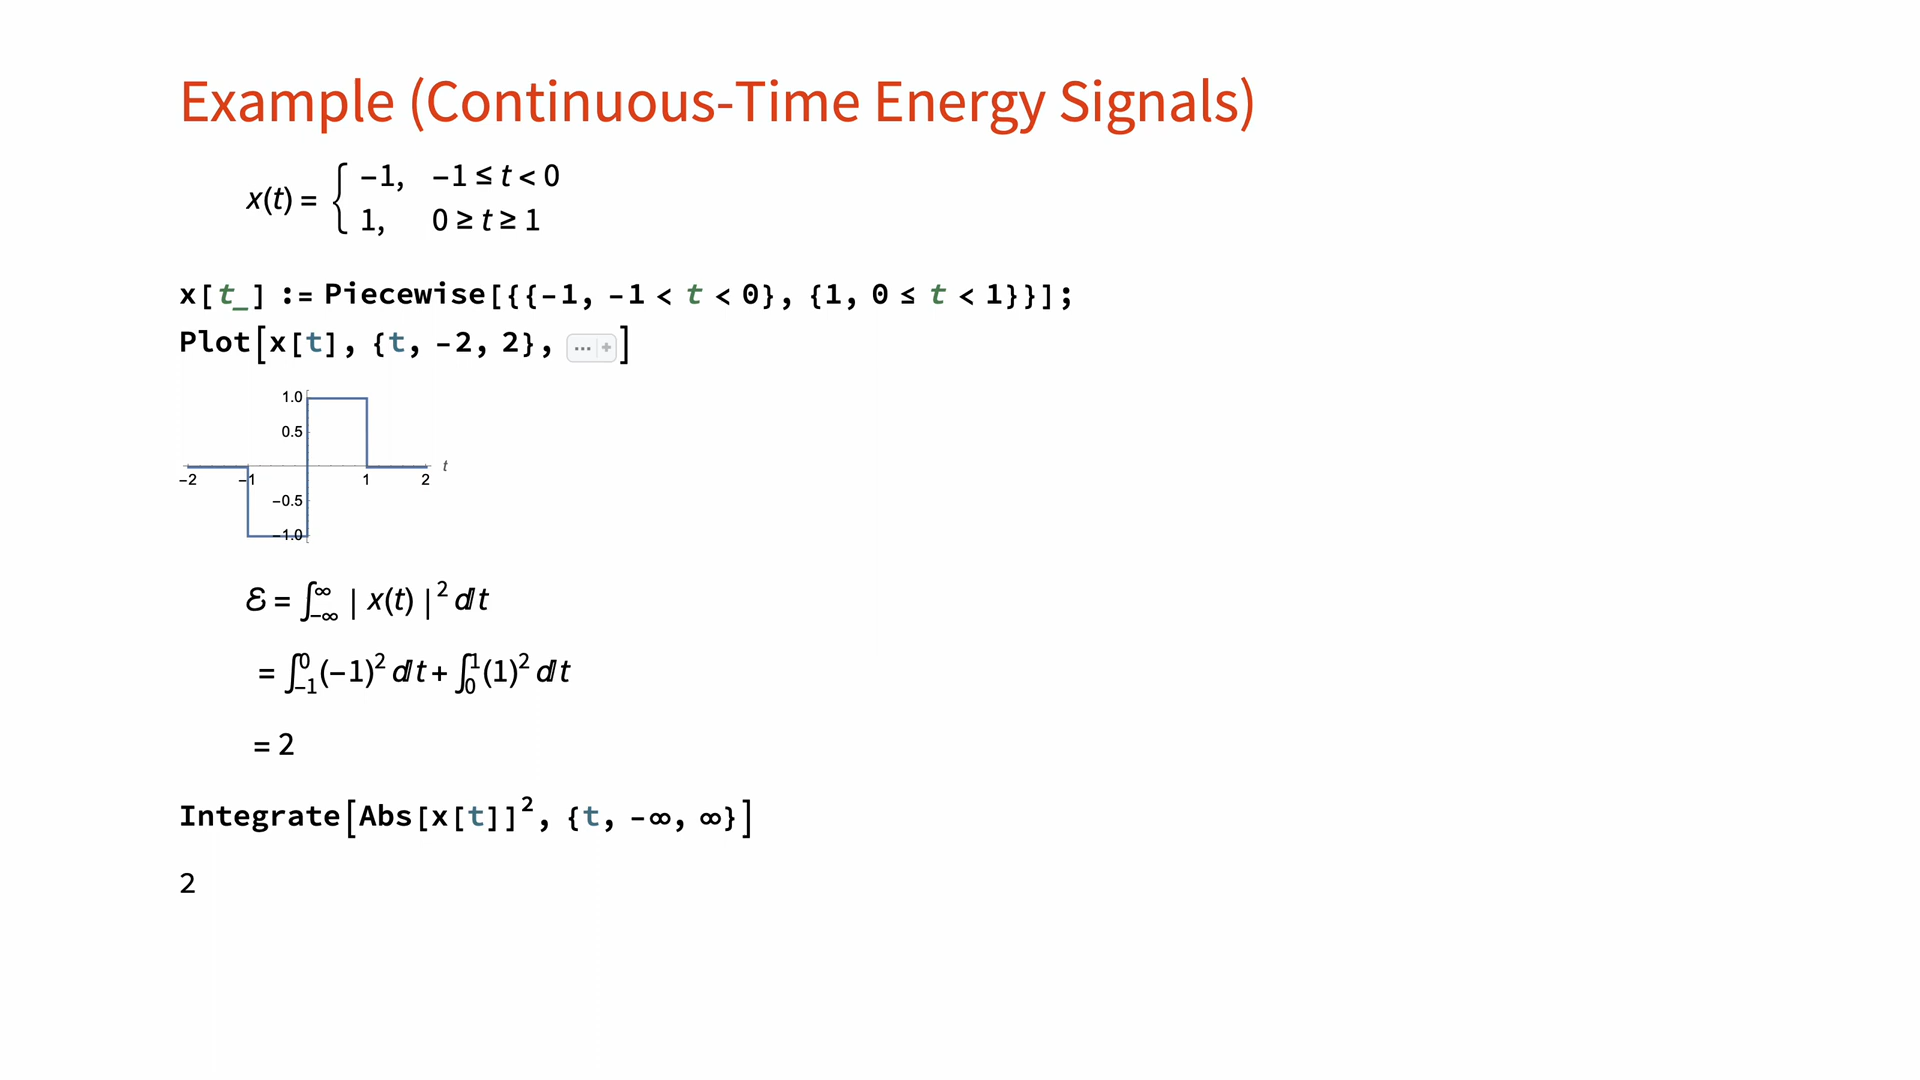 Example (Continuous-Time Energy Signals)
x(t) = { −1, −1 ≤ t < 0
1, 0 ≥ t ≥ 1
x[t_] := Piecewise[{{−1, −1 < t < 0}, {1, 0 ≤ t < 1}}];
Plot[x[t], {t, −2, 2}, ⋯ +]
1.0
0.5
t
−2 −1 1 2
−0.5
−1.0
ℰ = ∫_{−∞}^{∞} | x(t) |² ⅆt
= ∫_{−1}^{0} (−1)² ⅆt + ∫_{0}^{1} (1)² ⅆt
= 2
Integrate[Abs[x[t]]², {t, −∞, ∞}]
2